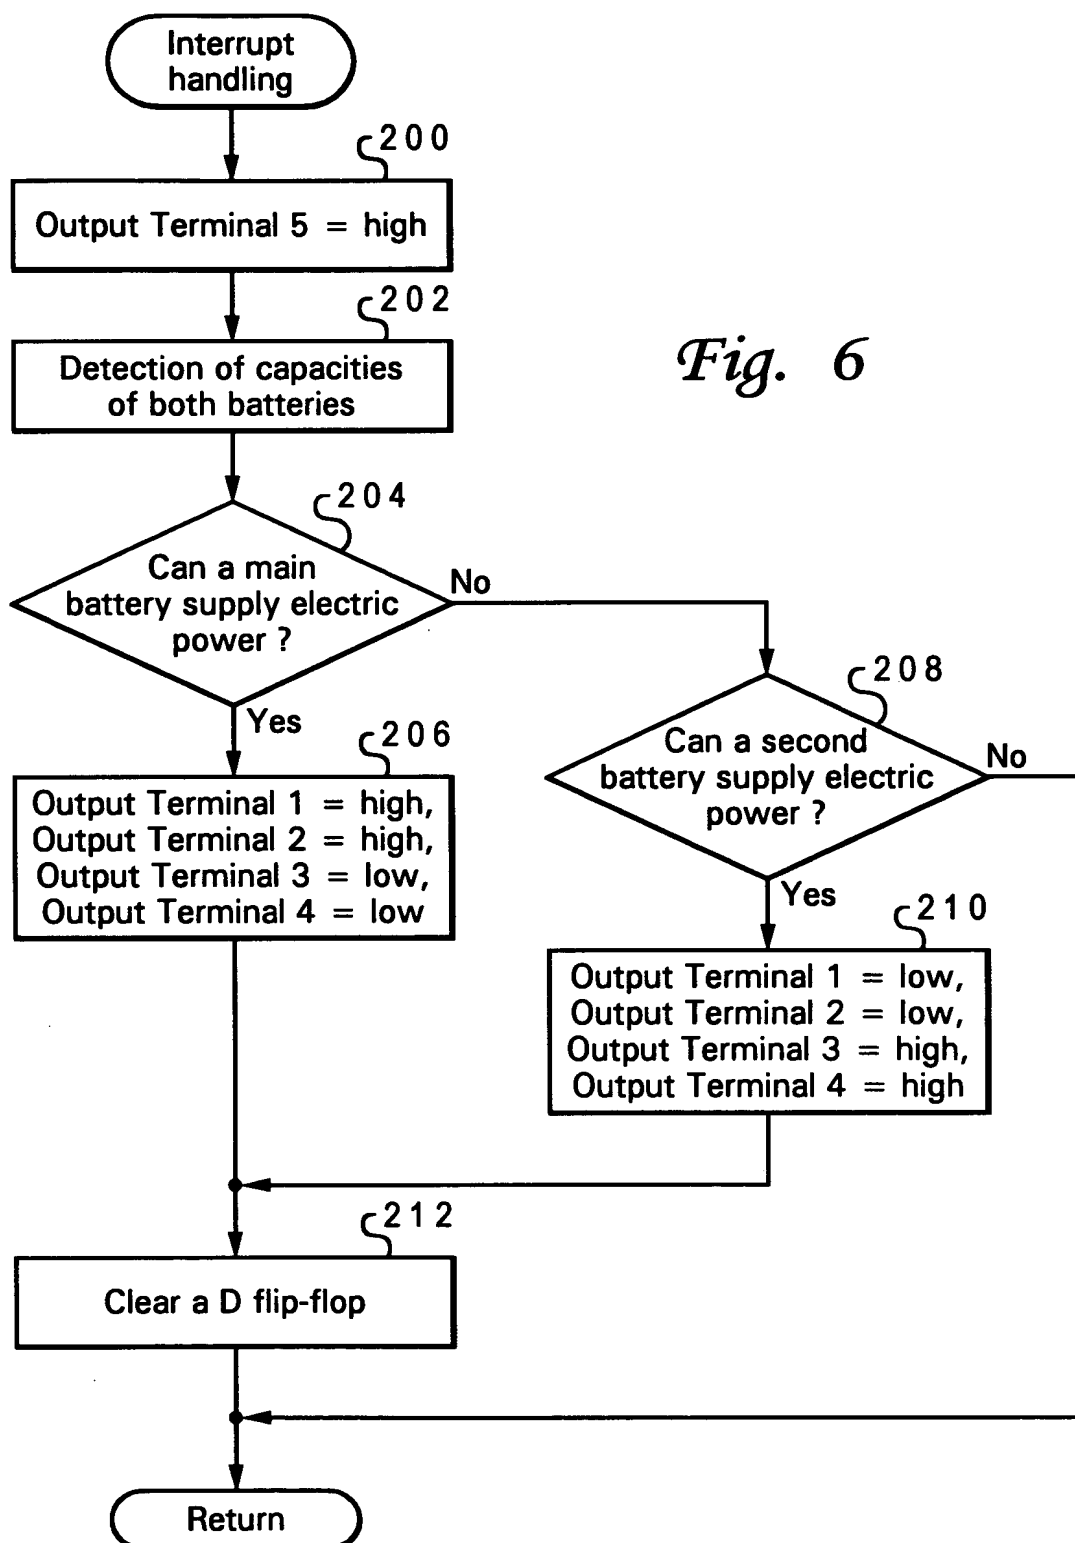 Interrupt
handling
200
Output Terminal 5 = high
202
Detection of capacities
of both batteries
Fig. 6
204
Can a main
battery supply electric
power ?
No
Yes
208
Can a second
battery supply electric
power ?
No
Yes
206
Output Terminal 1 = high,
Output Terminal 2 = high,
Output Terminal 3 = low,
Output Terminal 4 = low
210
Output Terminal 1 = low,
Output Terminal 2 = low,
Output Terminal 3 = high,
Output Terminal 4 = high
212
Clear a D flip-flop
Return